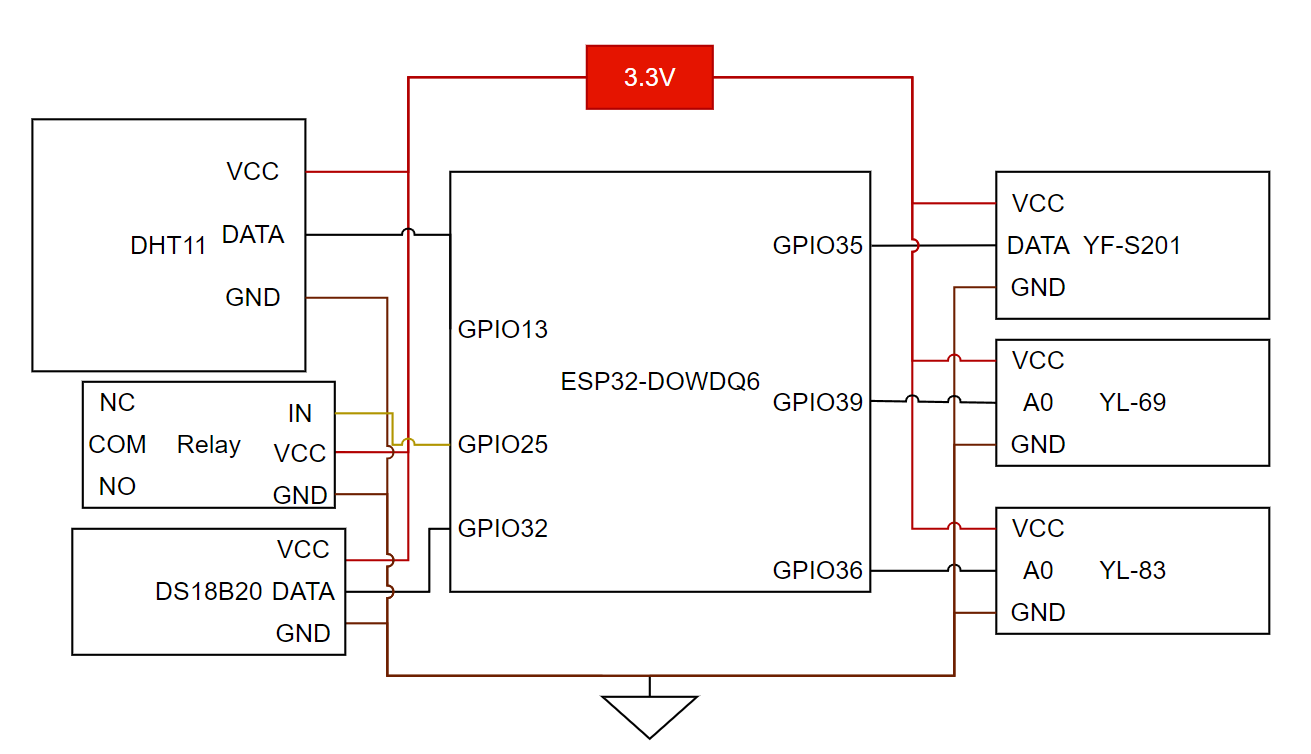 3.3V
VCC
DHT11 DATA
GND
NC
IN
COM Relay
VCC
NO
GND
VCC
DS18B20 DATA
GND
GPIO13
GPIO25
GPIO32
ESP32-DOWDQ6
GPIO35
GPIO39
GPIO36
VCC
DATA YF-S201
GND
VCC
A0 YL-69
GND
VCC
A0 YL-83
GND